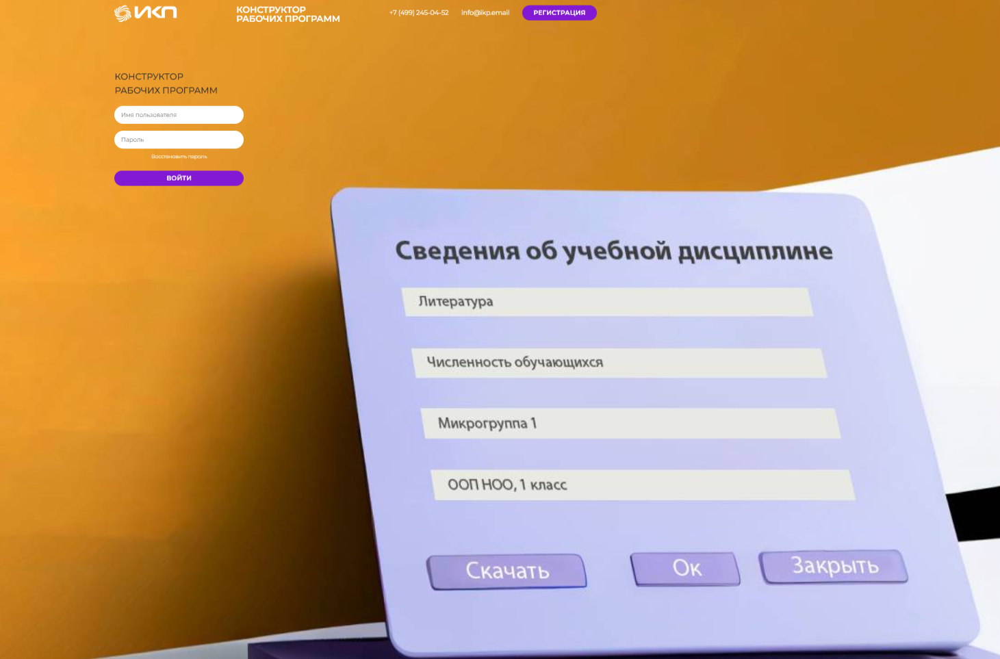 ИКП
КОНСТРУКТОР
РАБОЧИХ ПРОГРАММ
+7 (499) 245-04-52
info@ikp.email
РЕГИСТРАЦИЯ
КОНСТРУКТОР
РАБОЧИХ ПРОГРАММ
Имя пользователя
Пароль
Восстановить пароль
ВОЙТИ
Сведения об учебной дисциплине
Литература
Численность обучающихся
Микрогруппа 1
ООП НОО, 1 класс
Скачать
Ок
Закрыть